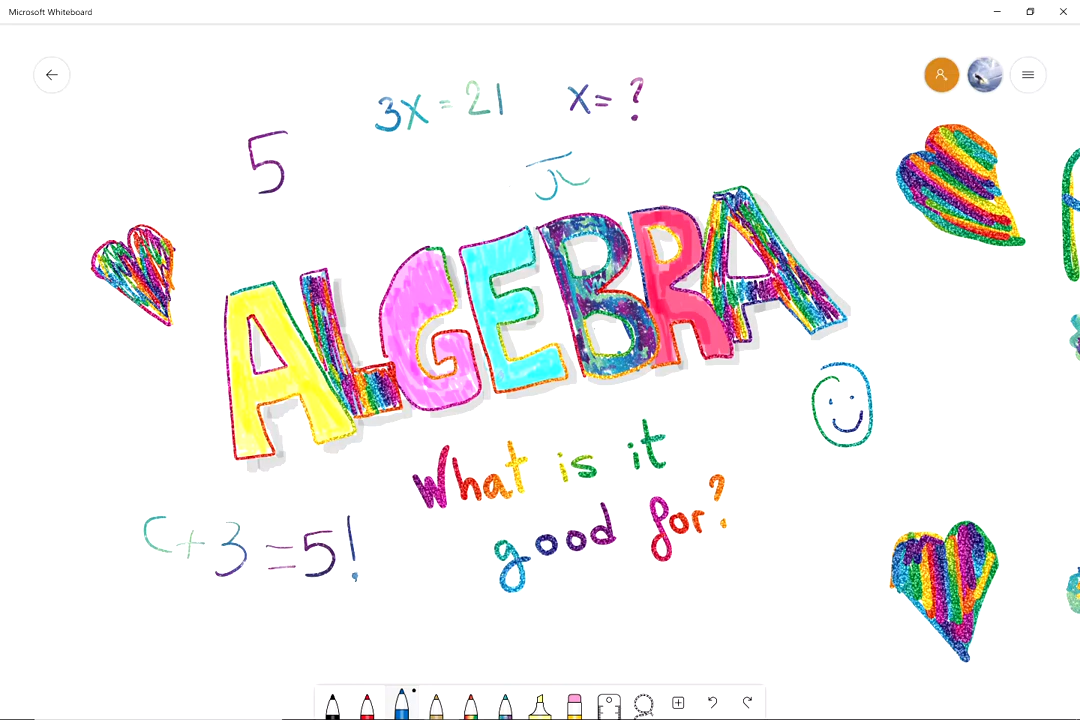 Microsoft Whiteboard
3x = 21 x = ?
5
π
ALGEBRA
What is it
good for?
c+3=5!